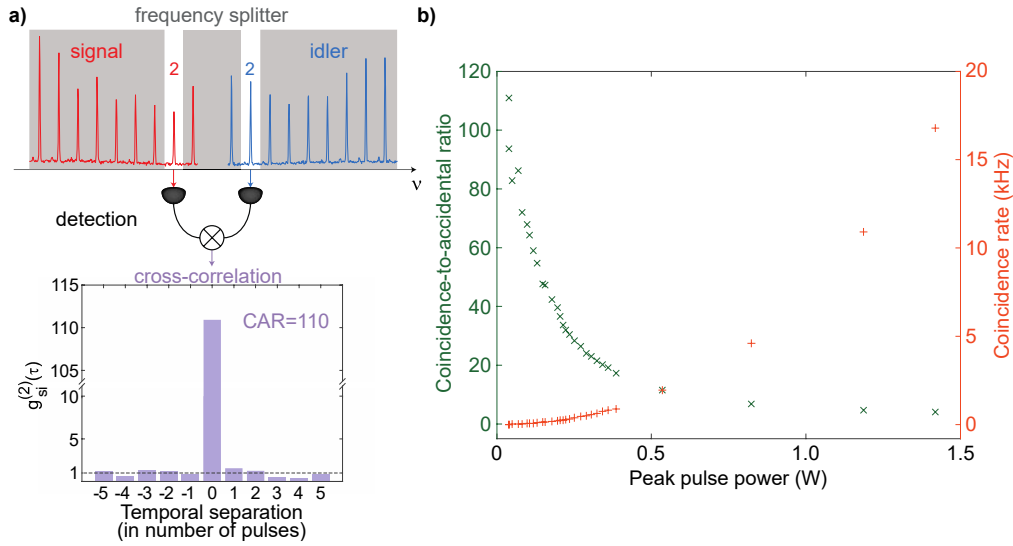 a)
frequency splitter
signal
2
2
idler
ν
detection
cross-correlation
115
110
105
10
5
1
CAR=110
g(2)si(τ)
-5 -4 -3 -2 -1 0 1 2 3 4 5
Temporal separation
(in number of pulses)
b)
120
100
80
60
40
20
0
Coincidence-to-accidental ratio
20
15
10
5
0
Coincidence rate (kHz)
0 0.5 1.0 1.5
Peak pulse power (W)